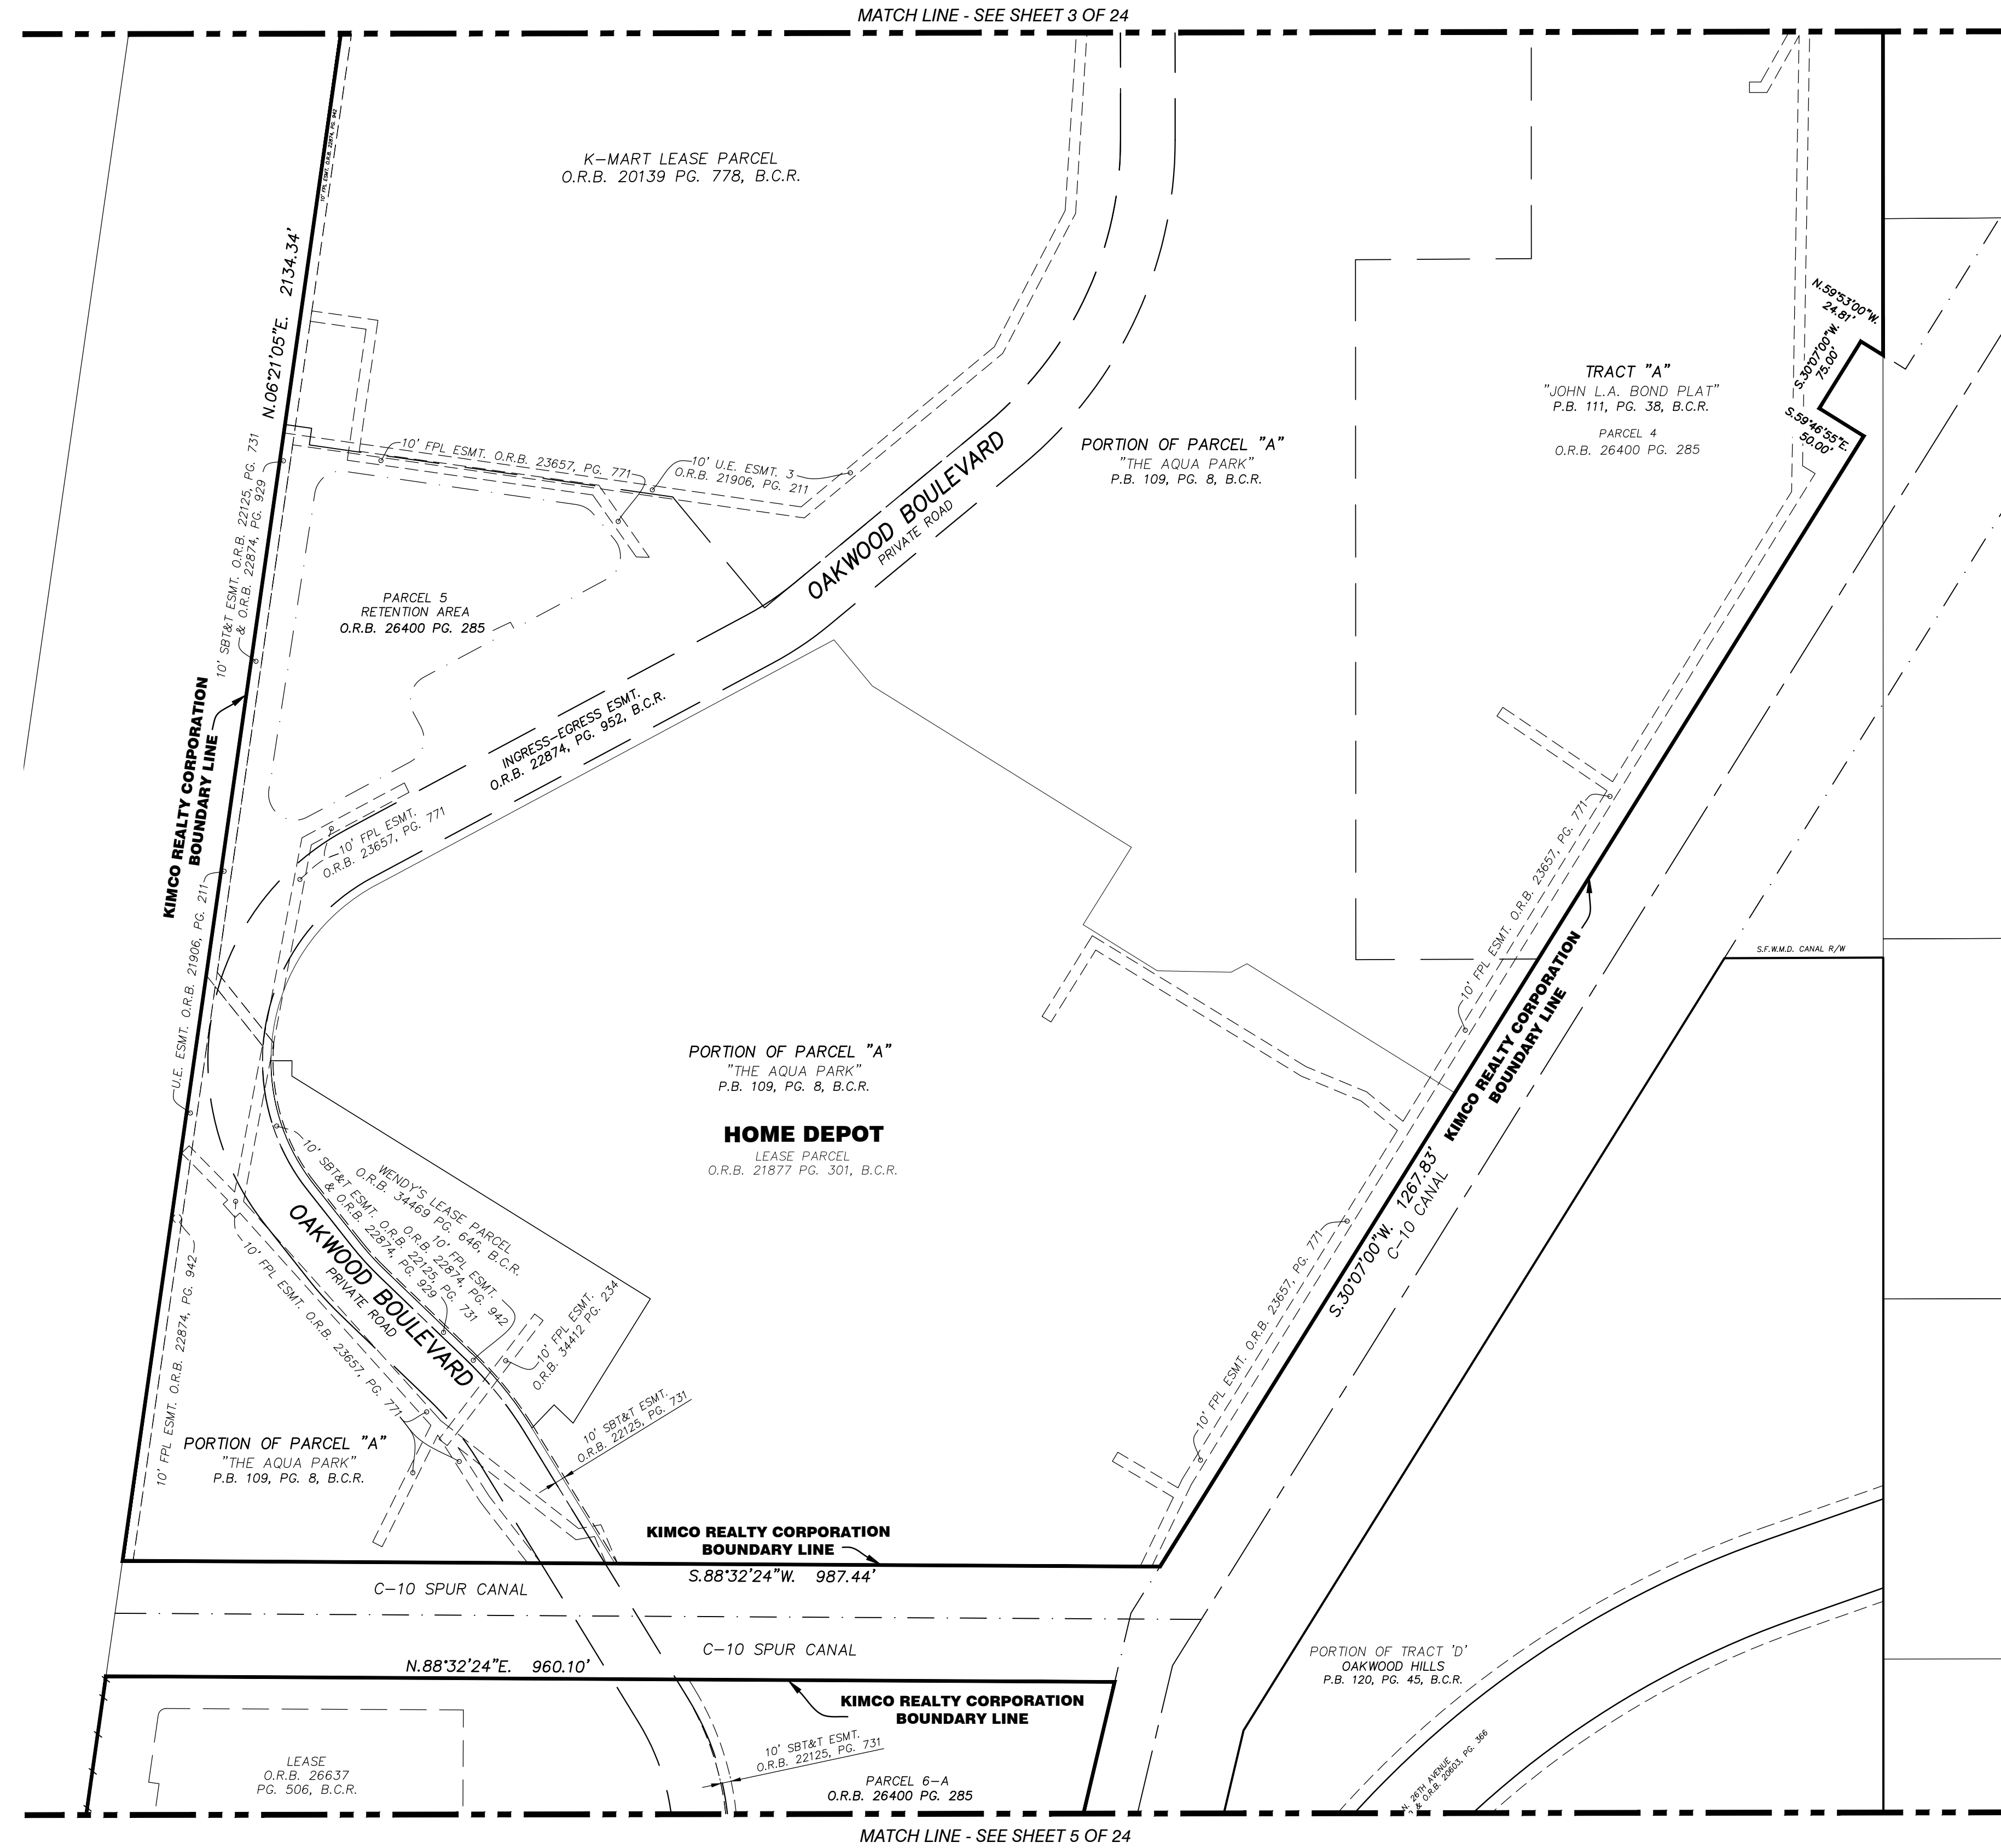 MATCH LINE - SEE SHEET 3 OF 24
10' FPL ESMT. O.R.B. 22874, PG. 942
K-MART LEASE PARCEL
O.R.B. 20139 PG. 778, B.C.R.
N.06°21'05"E. 2134.34'
N.59°53'00"W.
24.81'
S.30°07'00"W.
75.00'
S.59°46'55"E.
50.00'
TRACT "A"
"JOHN L.A. BOND PLAT"
P.B. 111, PG. 38, B.C.R.
PARCEL 4
O.R.B. 26400 PG. 285
10' FPL ESMT. O.R.B. 23657, PG. 771
10' U.E. ESMT. 3
O.R.B. 21906, PG. 211
OAKWOOD BOULEVARD
PRIVATE ROAD
PORTION OF PARCEL "A"
"THE AQUA PARK"
P.B. 109, PG. 8, B.C.R.
10' SBT&T ESMT. O.R.B. 22125, PG. 731
& O.R.B. 22874, PG. 929
PARCEL 5
RETENTION AREA
O.R.B. 26400 PG. 285
KIMCO REALTY CORPORATION
BOUNDARY LINE
INGRESS-EGRESS ESMT.
O.R.B. 22874, PG. 952, B.C.R.
10' FPL ESMT.
O.R.B. 23657, PG. 771
U.E. ESMT. O.R.B. 21906, PG. 211
10' FPL ESMT. O.R.B. 23657, PG. 771
KIMCO REALTY CORPORATION
BOUNDARY LINE
S.F.W.M.D. CANAL R/W
PORTION OF PARCEL "A"
"THE AQUA PARK"
P.B. 109, PG. 8, B.C.R.
HOME DEPOT
LEASE PARCEL
O.R.B. 21877 PG. 301, B.C.R.
S.30°07'00"W. 1267.83'
C-10 CANAL
WENDY'S LEASE PARCEL
O.R.B. 34469 PG. 646, B.C.R.
10' FPL ESMT.
O.R.B. 22874, PG. 942
10' SBT&T ESMT. O.R.B. 22125, PG. 731
& O.R.B. 22874, PG. 929
OAKWOOD BOULEVARD
PRIVATE ROAD
10' FPL ESMT. O.R.B. 23657, PG. 771
10' FPL ESMT.
O.R.B. 34412 PG. 234
10' FPL ESMT. O.R.B. 22874, PG. 942
10' FPL ESMT. O.R.B. 23657, PG. 771
10' SBT&T ESMT.
O.R.B. 22125, PG. 731
PORTION OF PARCEL "A"
"THE AQUA PARK"
P.B. 109, PG. 8, B.C.R.
KIMCO REALTY CORPORATION
BOUNDARY LINE
S.88°32'24"W. 987.44'
C-10 SPUR CANAL
C-10 SPUR CANAL
N.88°32'24"E. 960.10'
KIMCO REALTY CORPORATION
BOUNDARY LINE
PORTION OF TRACT 'D'
OAKWOOD HILLS
P.B. 120, PG. 45, B.C.R.
10' SBT&T ESMT.
O.R.B. 22125, PG. 731
LEASE
O.R.B. 26637
PG. 506, B.C.R.
PARCEL 6-A
O.R.B. 26400 PG. 285
N. 26TH AVENUE
& O.R.B. 20603, PG. 366
MATCH LINE - SEE SHEET 5 OF 24